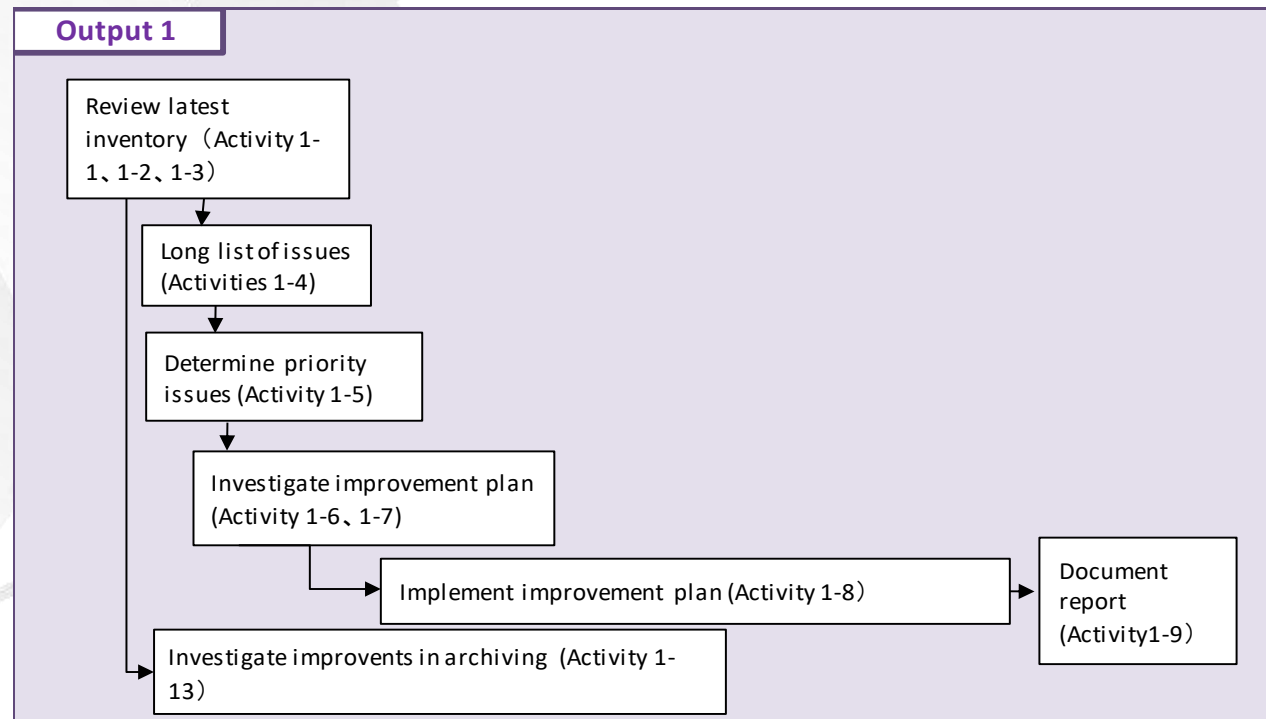 Output 1
Review latest
inventory（Activity 1-
1、1-2、1-3）
Long list of issues
(Activities 1-4)
Determine priority
issues (Activity 1-5)
Investigate improvement plan
(Activity 1-6、1-7)
Implement improvement plan (Activity 1-8）
Document
report
(Activity1-9）
Investigate improvents in archiving (Activity 1-
13）